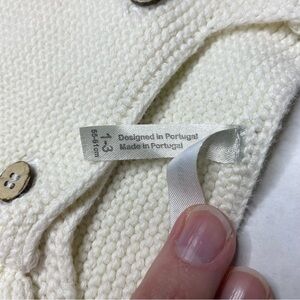 1-3
55-61cm
Designed in Portugal
Made in Portugal